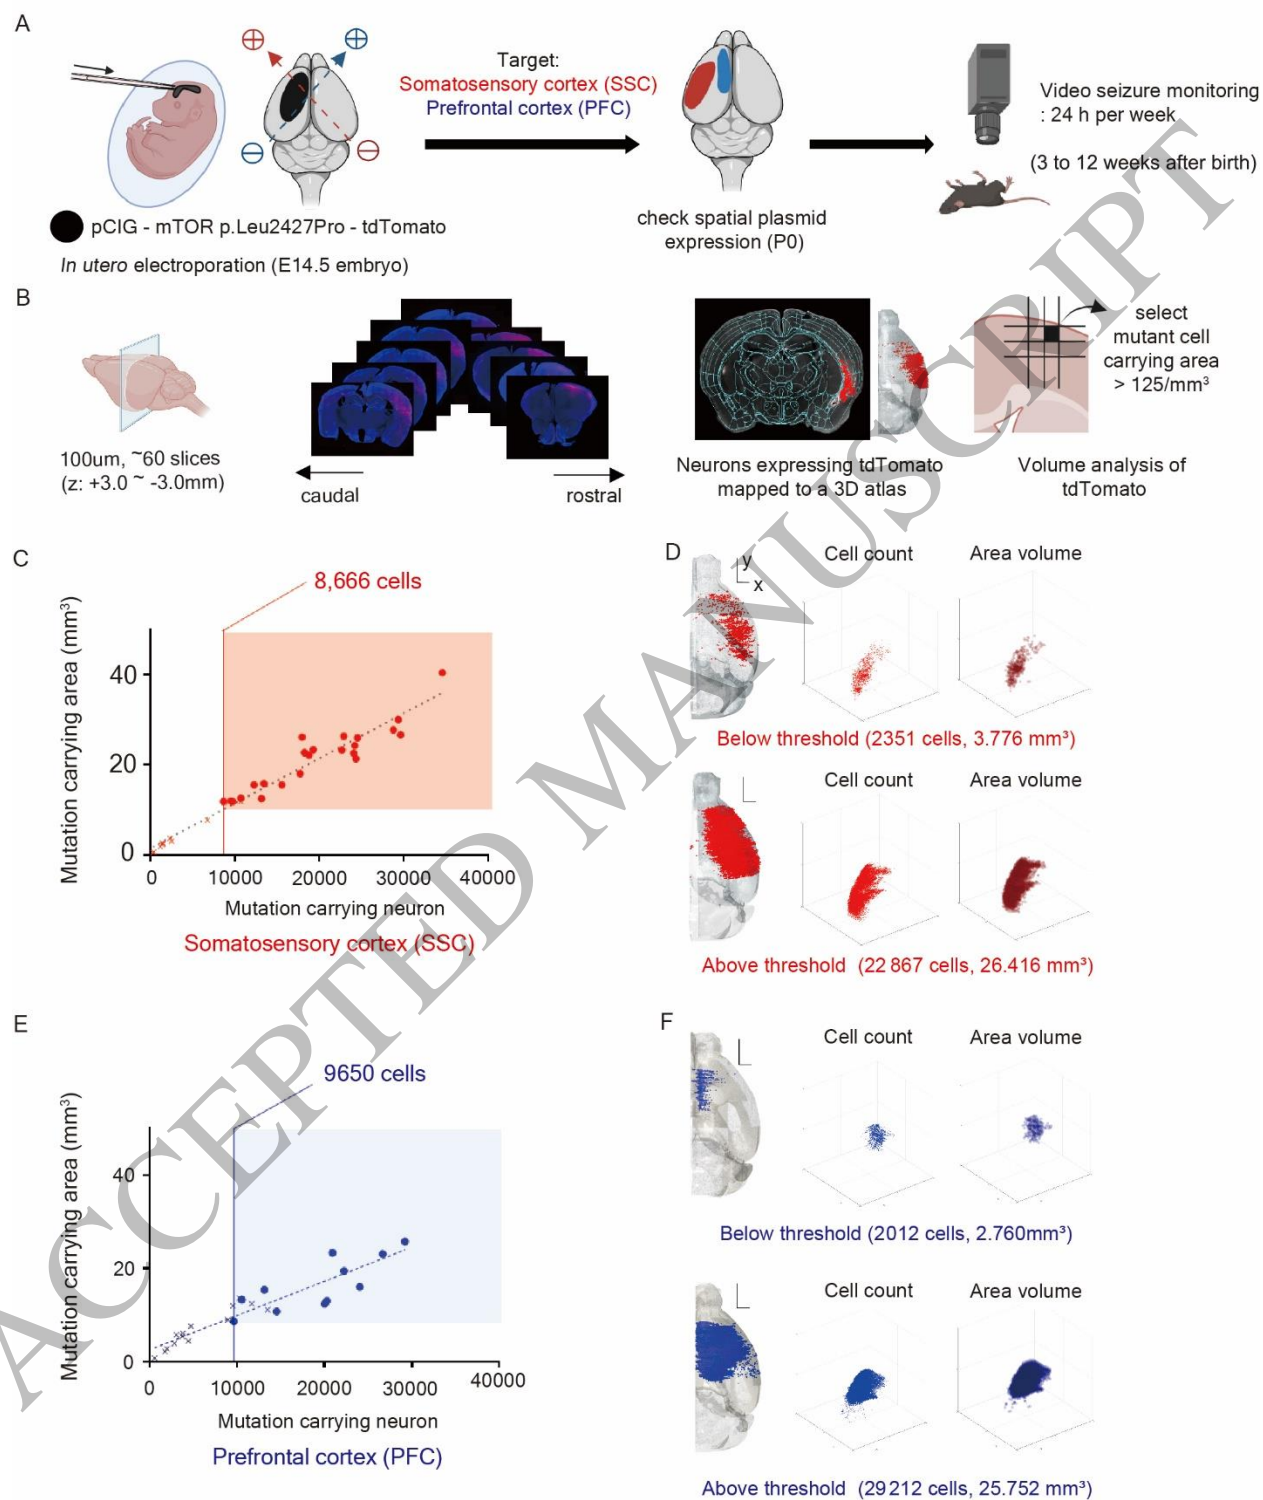 A
Target:
Somatosensory cortex (SSC)
Prefrontal cortex (PFC)
Video seizure monitoring
: 24 h per week
(3 to 12 weeks after birth)
pCIG - mTOR p.Leu2427Pro - tdTomato
In utero electroporation (E14.5 embryo)
check spatial plasmid
expression (P0)
B
100um, ~60 slices
(z: +3.0 ~ -3.0mm)
caudal
rostral
Neurons expressing tdTomato
mapped to a 3D atlas
select
mutant cell
carrying area
> 125/mm³
Volume analysis of
tdTomato
C
8,666 cells
Mutation carrying area (mm³)
40
20
0
0 10000 20000 30000 40000
Mutation carrying neuron
Somatosensory cortex (SSC)
D
y
x
Cell count
Area volume
Below threshold (2351 cells, 3.776 mm³)
Above threshold (22 867 cells, 26.416 mm³)
E
9650 cells
Mutation carrying area (mm³)
40
20
0
0 10000 20000 30000 40000
Mutation carrying neuron
Prefrontal cortex (PFC)
F
Cell count
Area volume
Below threshold (2012 cells, 2.760mm³)
Cell count
Area volume
Above threshold (29 212 cells, 25.752 mm³)
ACCEPTED MANUSCRIPT